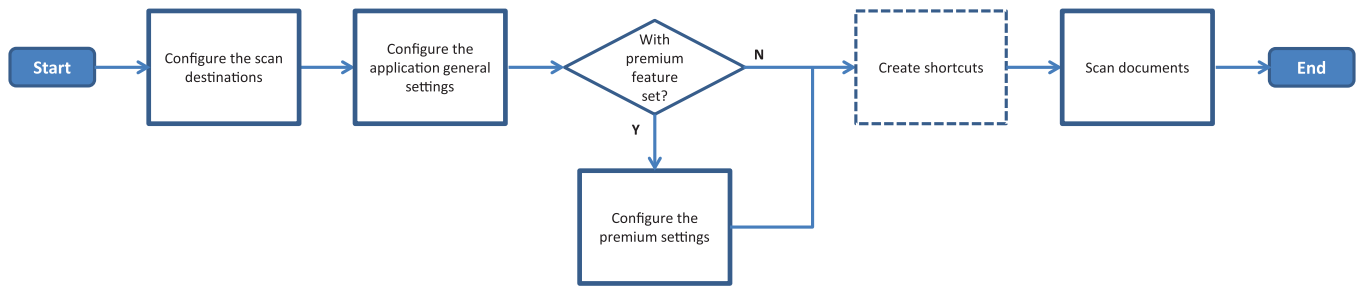 Start
Configure the scan
destinations
Configure the
application general
settings
With
premium
feature
set?
N
Y
Configure the
premium settings
Create shortcuts
Scan documents
End